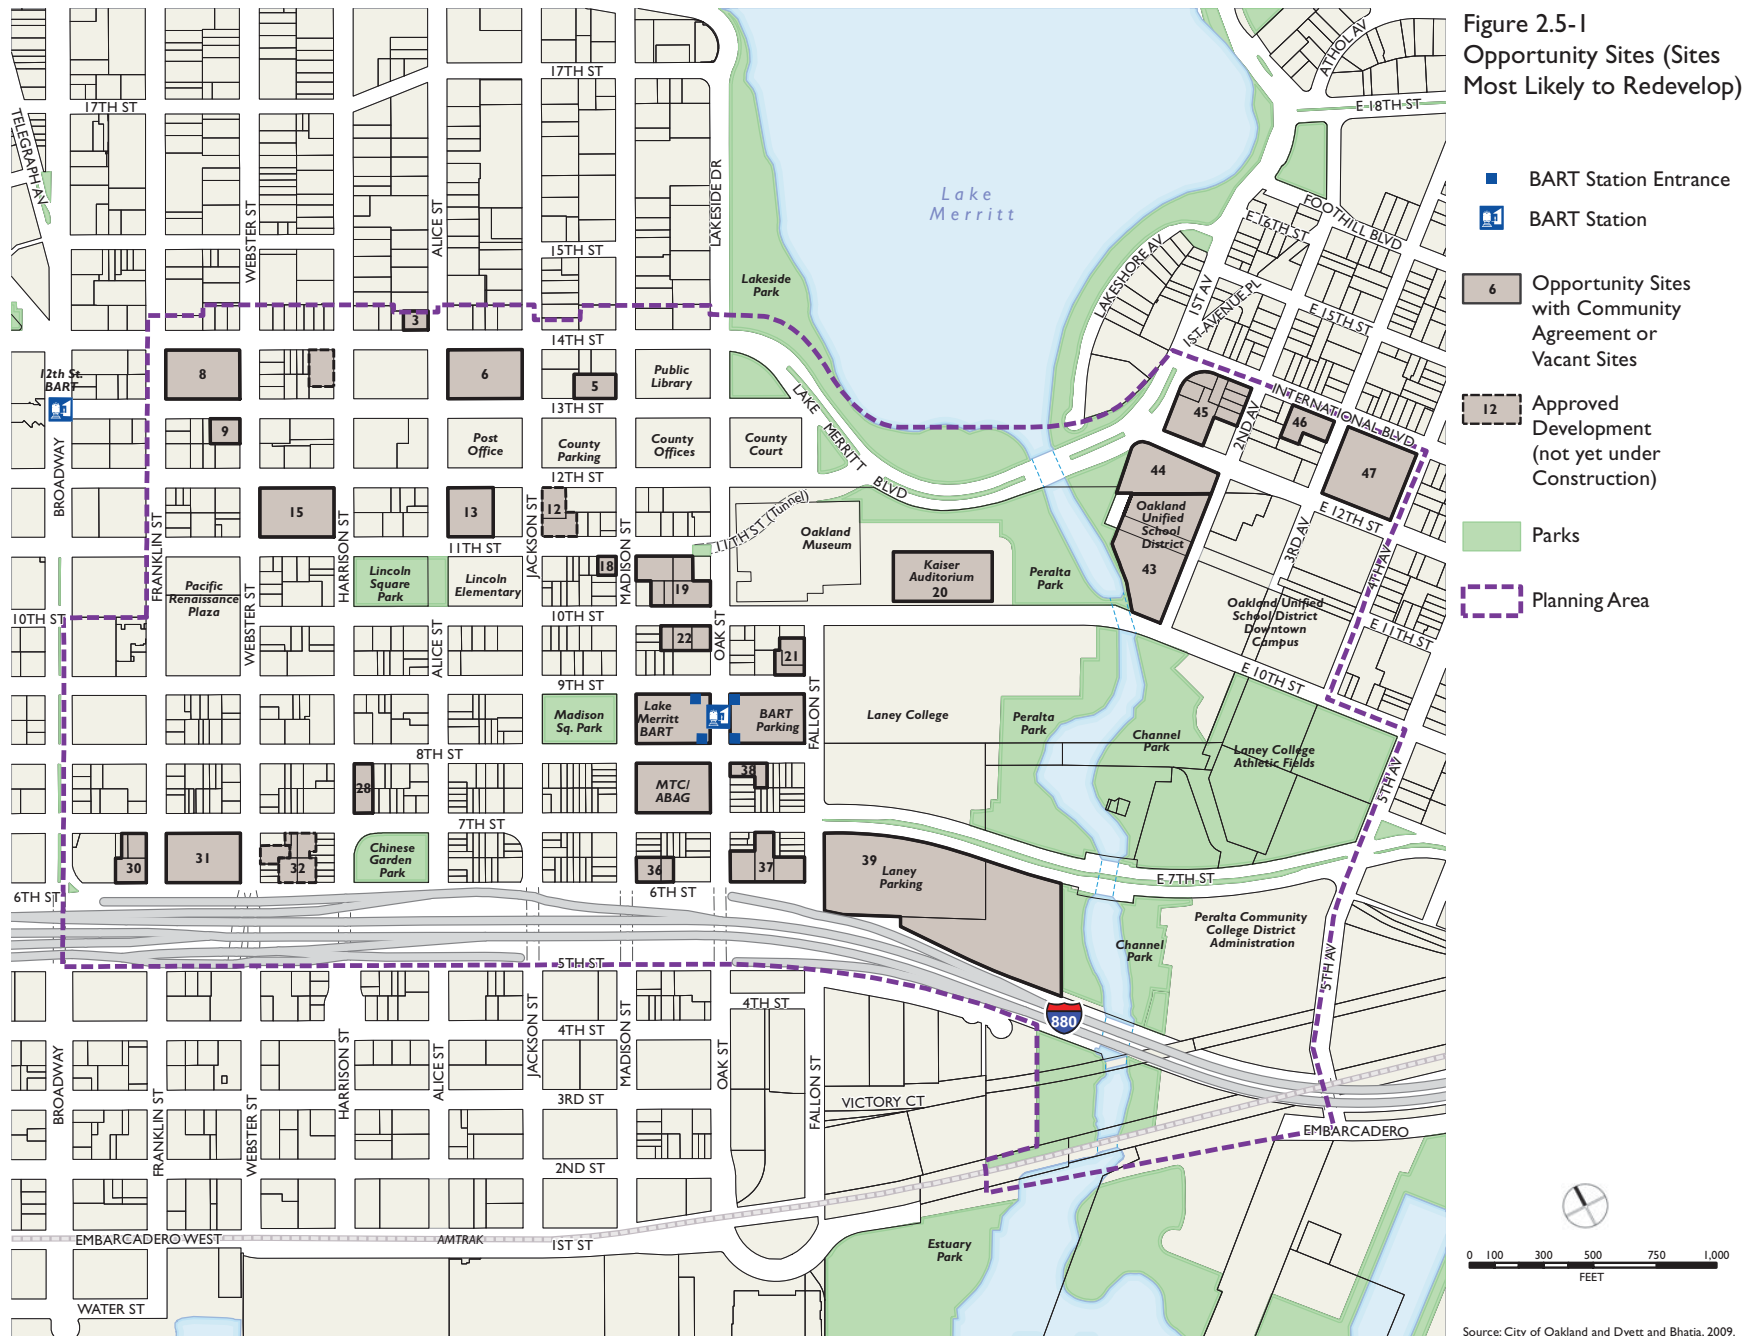 Figure 2.5-1
Opportunity Sites (Sites
Most Likely to Redevelop)
BART Station Entrance
BART Station
6
Opportunity Sites
with Community
Agreement or
Vacant Sites
12
Approved
Development
(not yet under
Construction)
Parks
Planning Area
0 100 300 500 750 1,000
FEET
Source: City of Oakland and Dyett and Bhatia, 2009.
17TH ST
17TH ST
TELEGRAPH AV
WEBSTER ST
ALICE ST
LAKESIDE DR
15TH ST
Lake
Merritt
Lakeside
Park
ATHOL AV
E 18TH ST
FOOTHILL BLVD
E 16TH ST
LAKESHORE AV
1ST AV
1ST AVENUE PL
E 15TH ST
3
14TH ST
12th St.
BART
8
6
5
Public
Library
13TH ST
LAKE
MERRITT
BLVD
INTERNATIONAL BLVD
45
2ND AV
46
47
9
Post
Office
County
Parking
County
Offices
County
Court
12TH ST
BROADWAY
44
E 12TH ST
15
13
12
FRANKLIN ST
HARRISON ST
JACKSON ST
MADISON ST
11TH ST
11TH ST (Tunnel)
Oakland
Museum
Oakland
Unified
School
District
43
3RD AV
4TH AV
Pacific
Renaissance
Plaza
Lincoln
Square
Park
Lincoln
Elementary
18
19
Kaiser
Auditorium
20
Peralta
Park
Oakland Unified
School District
Downtown
Campus
E 11TH ST
10TH ST
10TH ST
WEBSTER ST
ALICE ST
22
OAK ST
21
E 10TH ST
9TH ST
Madison
Sq. Park
Lake
Merritt
BART
BART
Parking
FALLON ST
Laney College
Peralta
Park
Channel
Park
Laney College
Athletic Fields
8TH ST
28
MTC/
ABAG
38
5TH AV
7TH ST
30
31
32
Chinese
Garden
Park
36
37
39
Laney
Parking
E 7TH ST
6TH ST
6TH ST
Peralta Community
College District
Administration
Channel
Park
5TH AV
5TH ST
880
4TH ST
4TH ST
BROADWAY
FRANKLIN ST
WEBSTER ST
HARRISON ST
ALICE ST
JACKSON ST
MADISON ST
OAK ST
FALLON ST
3RD ST
VICTORY CT
EMBARCADERO
2ND ST
EMBARCADERO WEST
AMTRAK
1ST ST
Estuary
Park
WATER ST